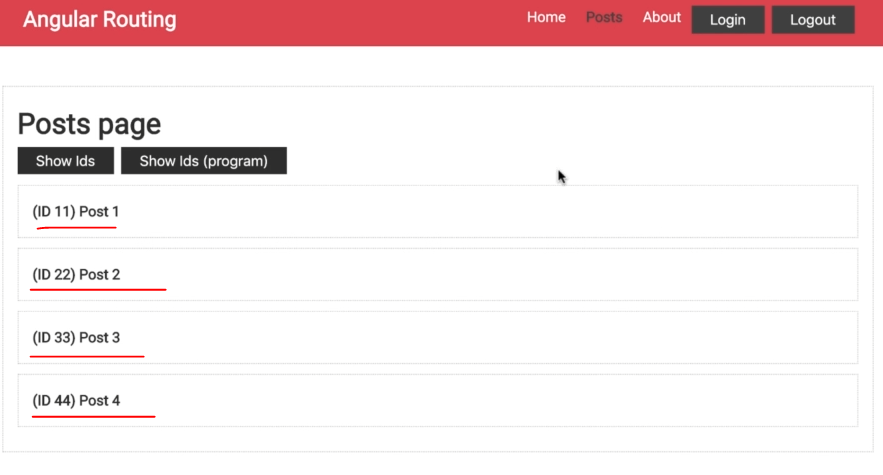 Angular Routing Home Posts About Login Logout
Posts page
Show Ids Show Ids (program)
(ID 11) Post 1
(ID 22) Post 2
(ID 33) Post 3
(ID 44) Post 4